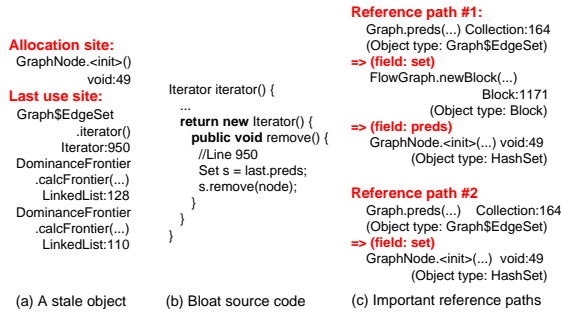 Allocation site:
GraphNode.<init>()
void:49
Last use site:
Graph$EdgeSet
.iterator()
Iterator:950
DominanceFrontier
.calcFrontier(...)
LinkedList:128
DominanceFrontier
.calcFrontier(...)
LinkedList:110
(a) A stale object
Iterator iterator() {
...
return new Iterator() {
public void remove() {
//Line 950
Set s = last.preds;
s.remove(node);
}
}
}
(b) Bloat source code
Reference path #1:
Graph.preds(...) Collection:164
(Object type: Graph$EdgeSet)
=> (field: set)
FlowGraph.newBlock(...)
Block:1171
(Object type: Block)
=> (field: preds)
GraphNode.<init>(...) void:49
(Object type: HashSet)
Reference path #2
Graph.preds(...) Collection:164
(Object type: Graph$EdgeSet)
=> (field: set)
GraphNode.<init>(...) void:49
(Object type: HashSet)
(c) Important reference paths